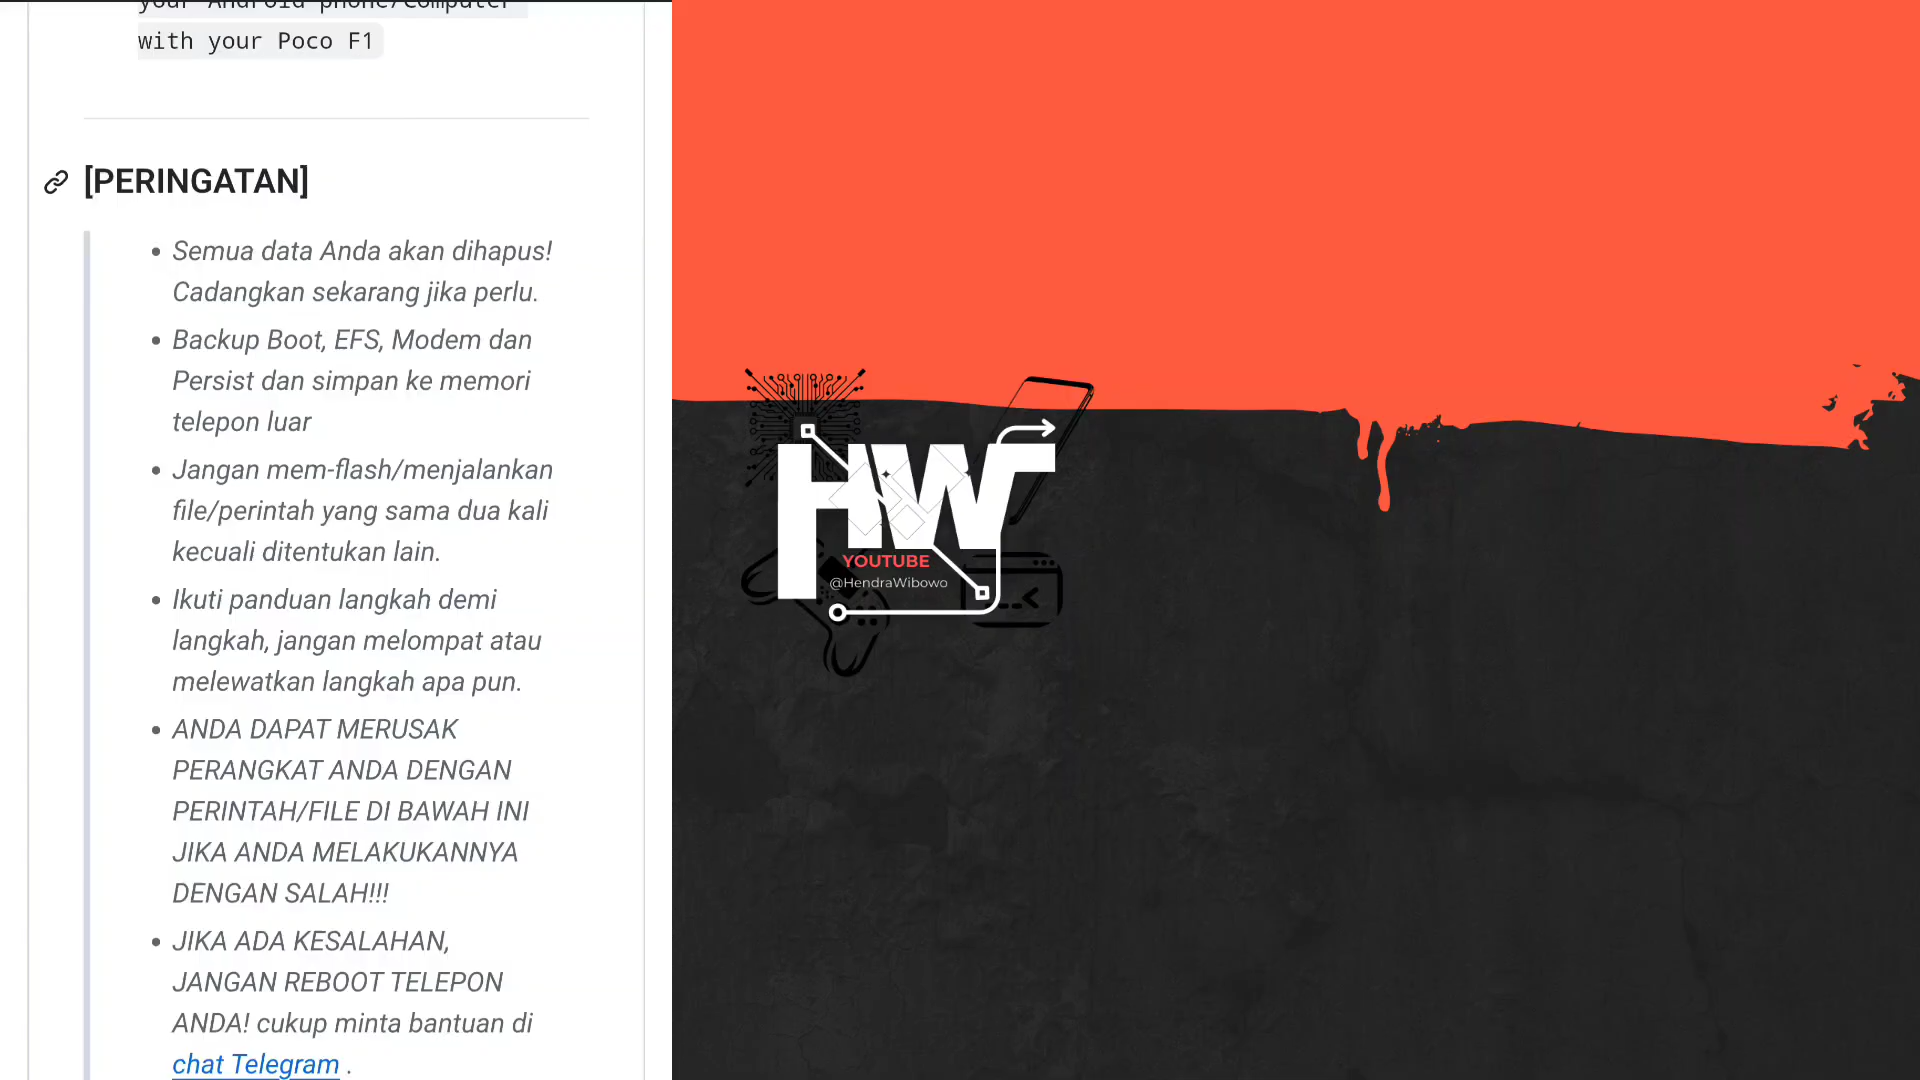 your Android phone/Computer
with your Poco F1
[PERINGATAN]
• Semua data Anda akan dihapus!
Cadangkan sekarang jika perlu.
• Backup Boot, EFS, Modem dan
Persist dan simpan ke memori
telepon luar
• Jangan mem-flash/menjalankan
file/perintah yang sama dua kali
kecuali ditentukan lain.
• Ikuti panduan langkah demi
langkah, jangan melompat atau
melewatkan langkah apa pun.
• ANDA DAPAT MERUSAK
PERANGKAT ANDA DENGAN
PERINTAH/FILE DI BAWAH INI
JIKA ANDA MELAKUKANNYA
DENGAN SALAH!!!
• JIKA ADA KESALAHAN,
JANGAN REBOOT TELEPON
ANDA! cukup minta bantuan di
chat Telegram .
HW
YOUTUBE
@HendraWibowo